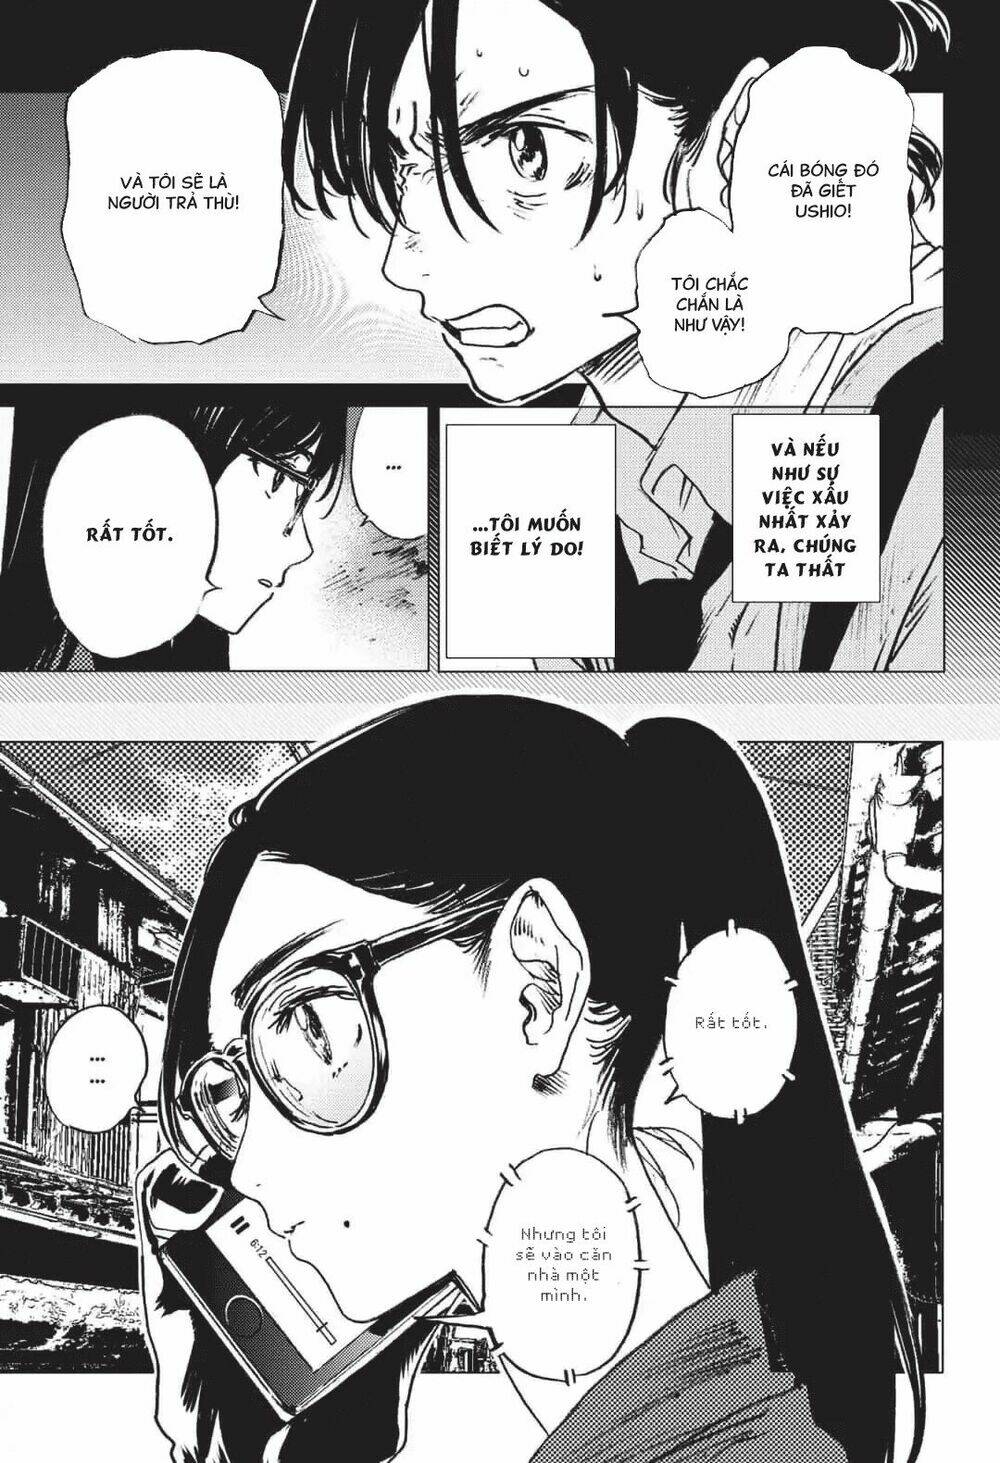 CÁI BÓNG ĐÓ
ĐÃ GIẾT
USHIO!
TÔI CHẮC
CHẮN LÀ
NHƯ VẬY!
VÀ TÔI SẼ LÀ
NGƯỜI TRẢ THÙ!
VÀ NẾU
NHƯ SỰ
VIỆC XẤU
NHẤT XẢY
RA, CHÚNG
TA THẤT
...TÔI MUỐN
BIẾT LÝ DO!
...
RẤT TỐT.
Rất tốt.
Nhưng tôi
sẽ vào căn
nhà một
mình.
...
...
6:12